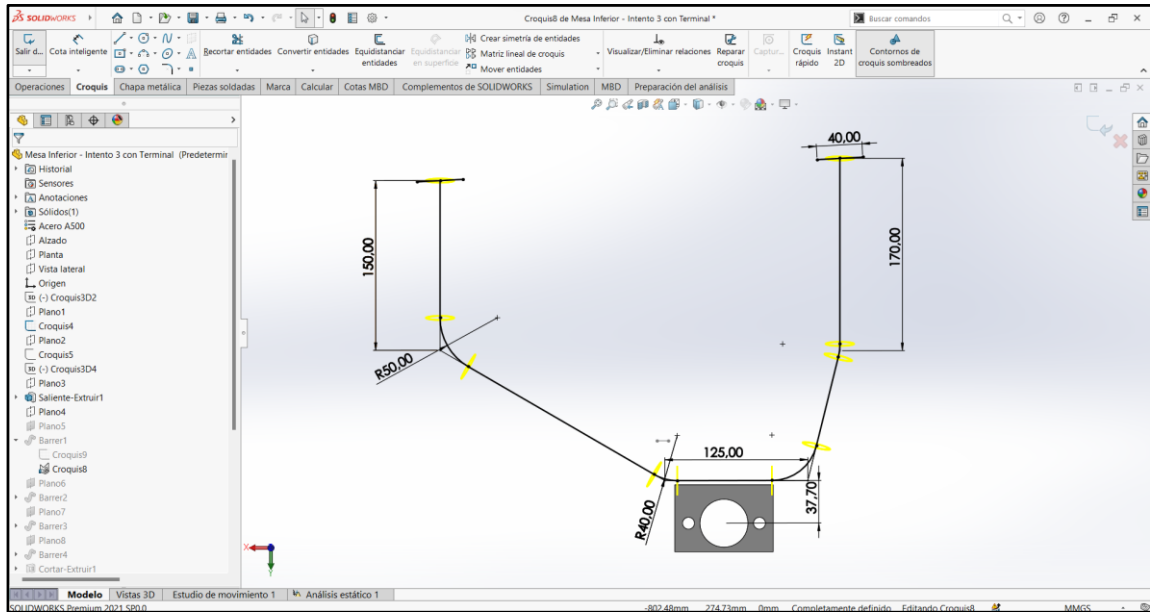 SOLIDWORKS
Croquis8 de Mesa Inferior - Intento 3 con Terminal *
Buscar comandos
Salir d...
Cota inteligente
Recortar entidades
Convertir entidades
Equidistanciar entidades
Equidistanciar en superficie
Crear simetría de entidades
Matriz lineal de croquis
Mover entidades
Visualizar/Eliminar relaciones
Reparar croquis
Captur...
Croquis rápido
Instant 2D
Contornos de croquis sombreados
Operaciones Croquis Chapa metálica Piezas soldadas Marca Calcular Cotas MBD Complementos de SOLIDWORKS Simulation MBD Preparación del análisis
Mesa Inferior - Intento 3 con Terminal (Predetermir
Historial
Sensores
Anotaciones
Sólidos(1)
Acero A500
Alzado
Planta
Vista lateral
Origen
(-) Croquis3D2
Plano1
Croquis4
Plano2
Croquis5
(-) Croquis3D4
Plano3
Saliente-Extruir1
Plano4
Plano5
Barrer1
Croquis9
Croquis8
Plano6
Barrer2
Plano7
Barrer3
Plano8
Barrer4
Cortar-Extruir1
40,00
150,00
170,00
R50,00
125,00
37,70
R40,00
X
Y
Modelo Vistas 3D Estudio de movimiento 1 Análisis estático 1
SOLIDWORKS Premium 2021 SP0.0
-802.48mm 274.73mm 0mm Completamente definido Editando Croquis8 MMGS